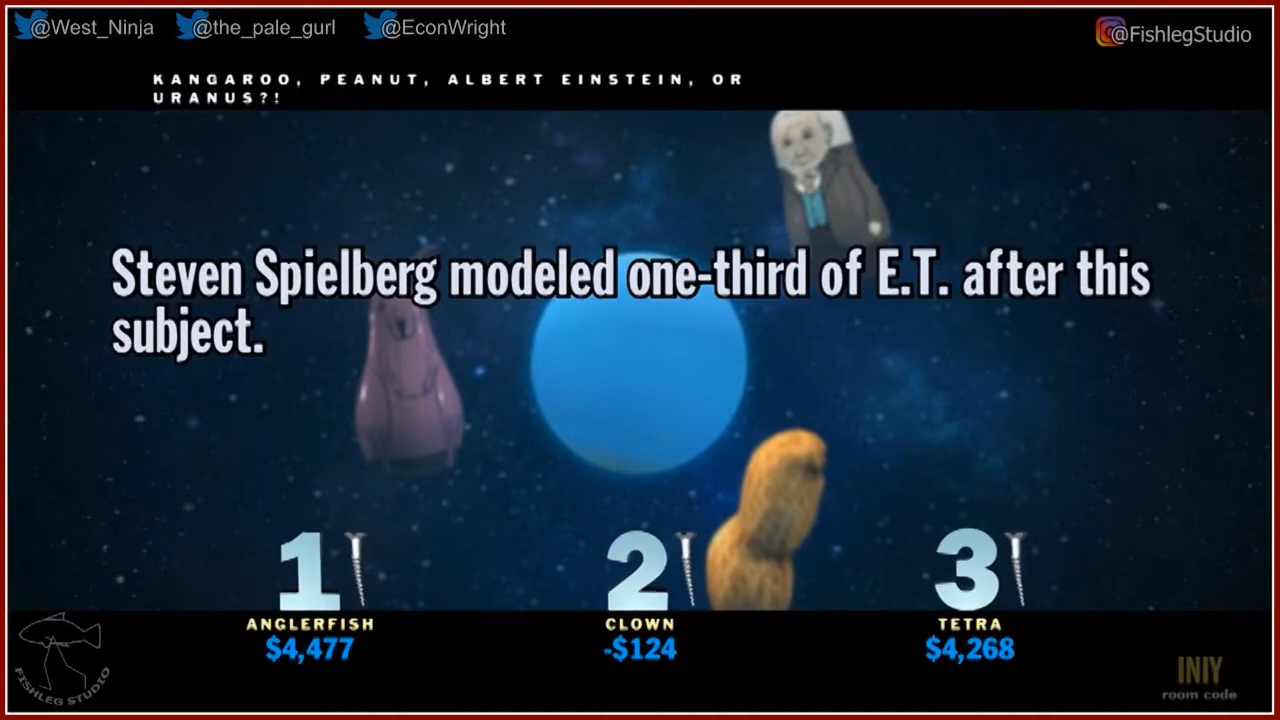 @West_Ninja @the_pale_gurl @EconWright
@FishlegStudio
KANGAROO, PEANUT, ALBERT EINSTEIN, OR
URANUS?!
Steven Spielberg modeled one-third of E.T. after this
subject.
1 2 3
ANGLERFISH CLOWN TETRA
$4,477 -$124 $4,268
FISHLEG STUDIO
INIY
room code